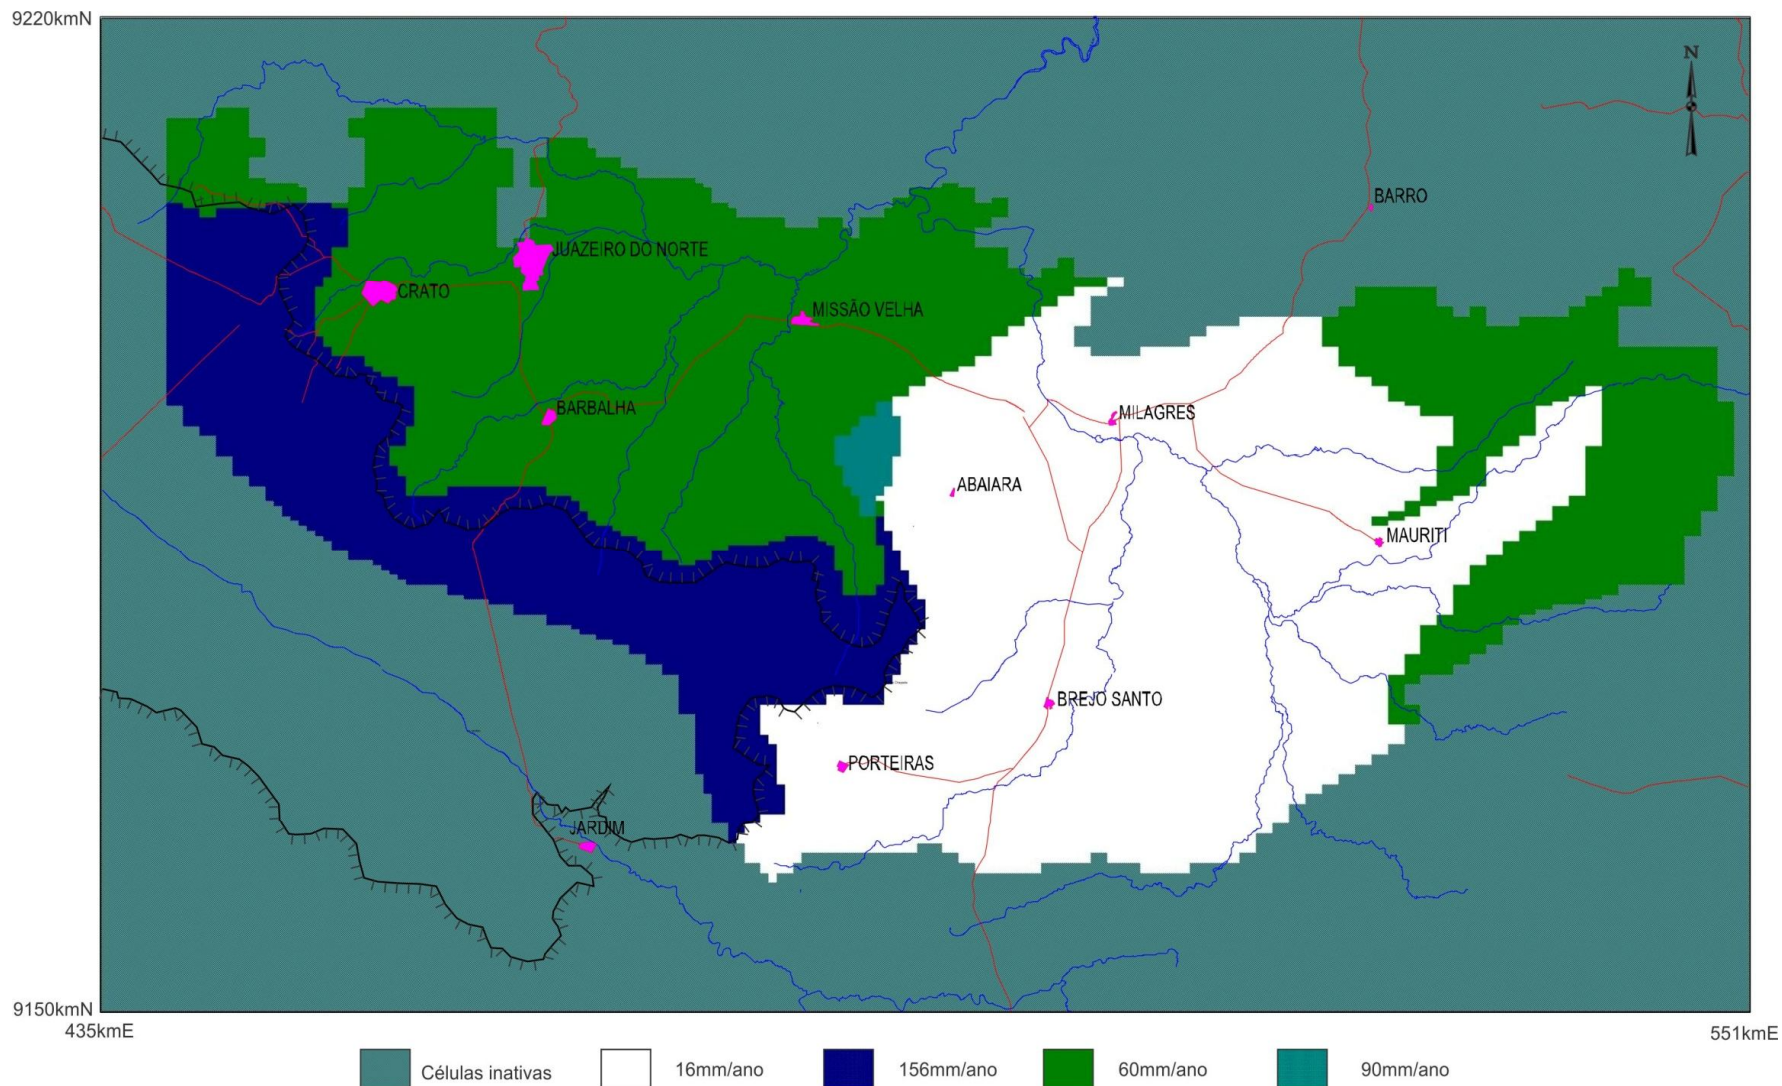 9220kmN
N
BARRO
JUAZEIRO DO NORTE
CRATO
MISSÃO VELHA
BARBALHA
MILAGRES
ABAIARA
MAURITI
BREJO SANTO
PORTEIRAS
JARDIM
9150kmN
435kmE
551kmE
Células inativas
16mm/ano
156mm/ano
60mm/ano
90mm/ano